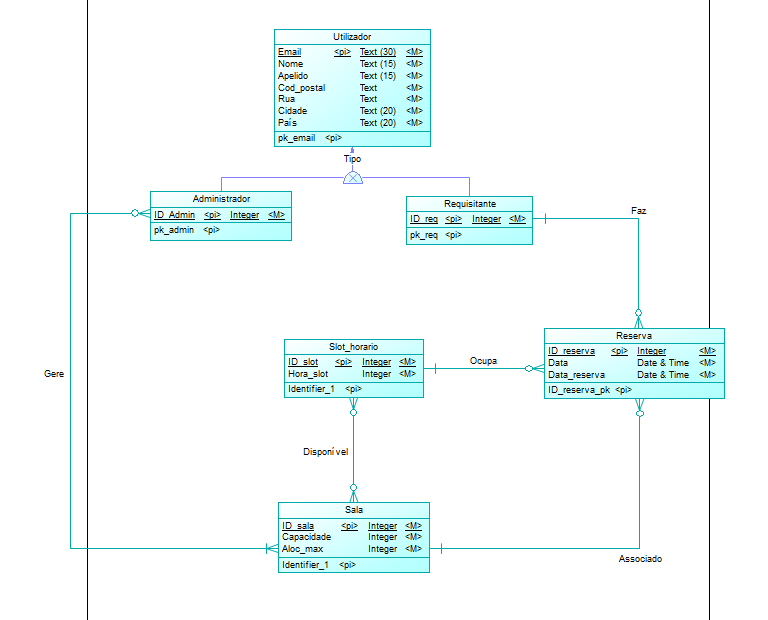 Utilizador
Email <pi> Text (30) <M>
Nome Text (15) <M>
Apelido Text (15) <M>
Cod_postal Text <M>
Rua Text <M>
Cidade Text (20) <M>
País Text (20) <M>
pk_email <pi>
Tipo
Administrador
ID_Admin <pi> Integer <M>
pk_admin <pi>
Requisitante
ID_req <pi> Integer <M>
pk_req <pi>
Faz
Reserva
ID_reserva <pi> Integer <M>
Data Date & Time <M>
Data_reserva Date & Time <M>
ID_reserva_pk <pi>
Slot_horario
ID_slot <pi> Integer <M>
Hora_slot Integer <M>
Identifier_1 <pi>
Ocupa
Gere
Disponível
Sala
ID_sala <pi> Integer <M>
Capacidade Integer <M>
Aloc_max Integer <M>
Identifier_1 <pi>
Associado